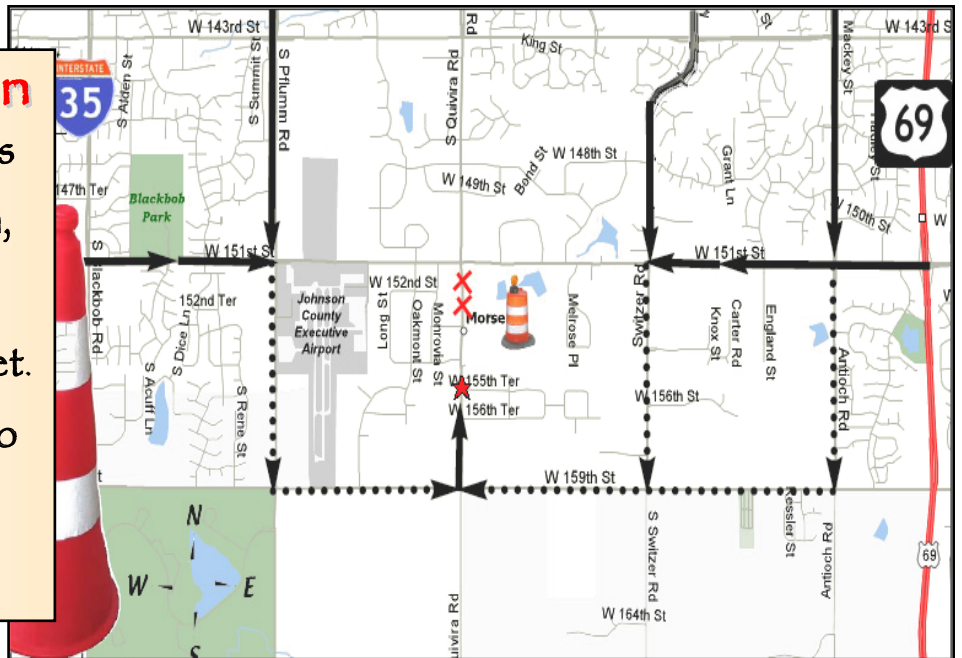 W 143rd St
S Pflumm Rd
S Summit St
S Alden St
INTERSTATE
35
n
s
,
et.
o
147th Ter
Blackbob
Park
W 151st St
152nd Ter
S Dice Ln
S Acuff Ln
S Rene St
Johnson
County
Executive
Airport
W 152nd St
Long St
Oakmont St
Monrovia St
Morse
W 155th Ter
W 156th Ter
S Quivira Rd
Rd
King St
W 148th St
W 149th St
Bond St
Melrose Pl
Switzer Rd
W 156th St
W 159th St
St
Grant Ln
Mackey St
W 143rd S
69
W 150th St
W
W 151st St
Knox St
Carter Rd
England St
Antioch Rd
Kessler St
Antioch Rd
69
S Switzer Rd
W 164th St
uivira Rd
lackbob Rd
S
t
N
W
E
S